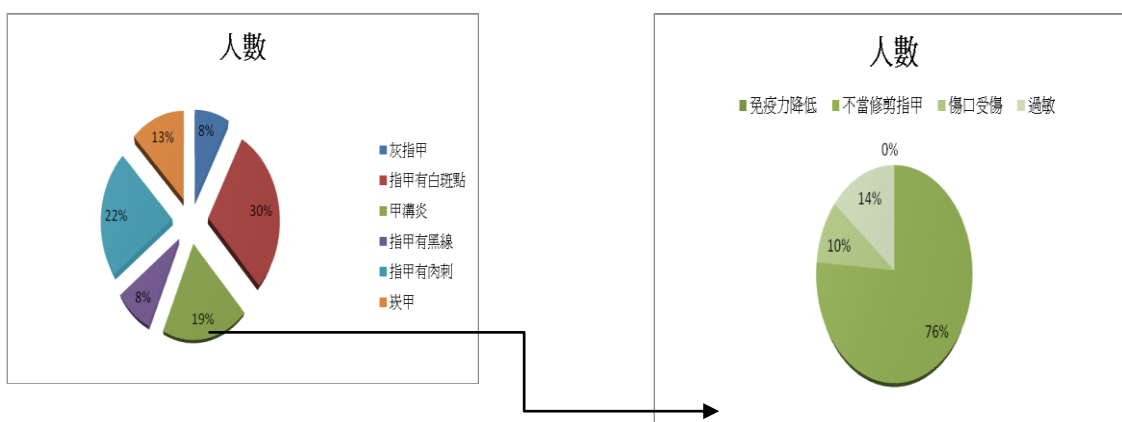 人數
8%
30%
19%
8%
22%
13%
灰指甲
指甲有白斑點
甲溝炎
指甲有黑線
指甲有肉刺
崁甲
人數
免疫力降低 不當修剪指甲 傷口受傷 過敏
0%
14%
10%
76%